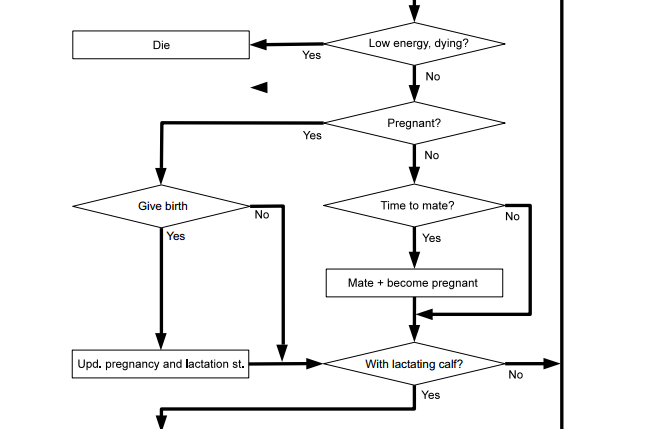 Low energy, dying?
Die
Yes
No
Pregnant?
Yes
No
Give birth
Time to mate?
No
No
Yes
Yes
Mate + become pregnant
Upd. pregnancy and lactation st.
With lactating calf?
No
Yes